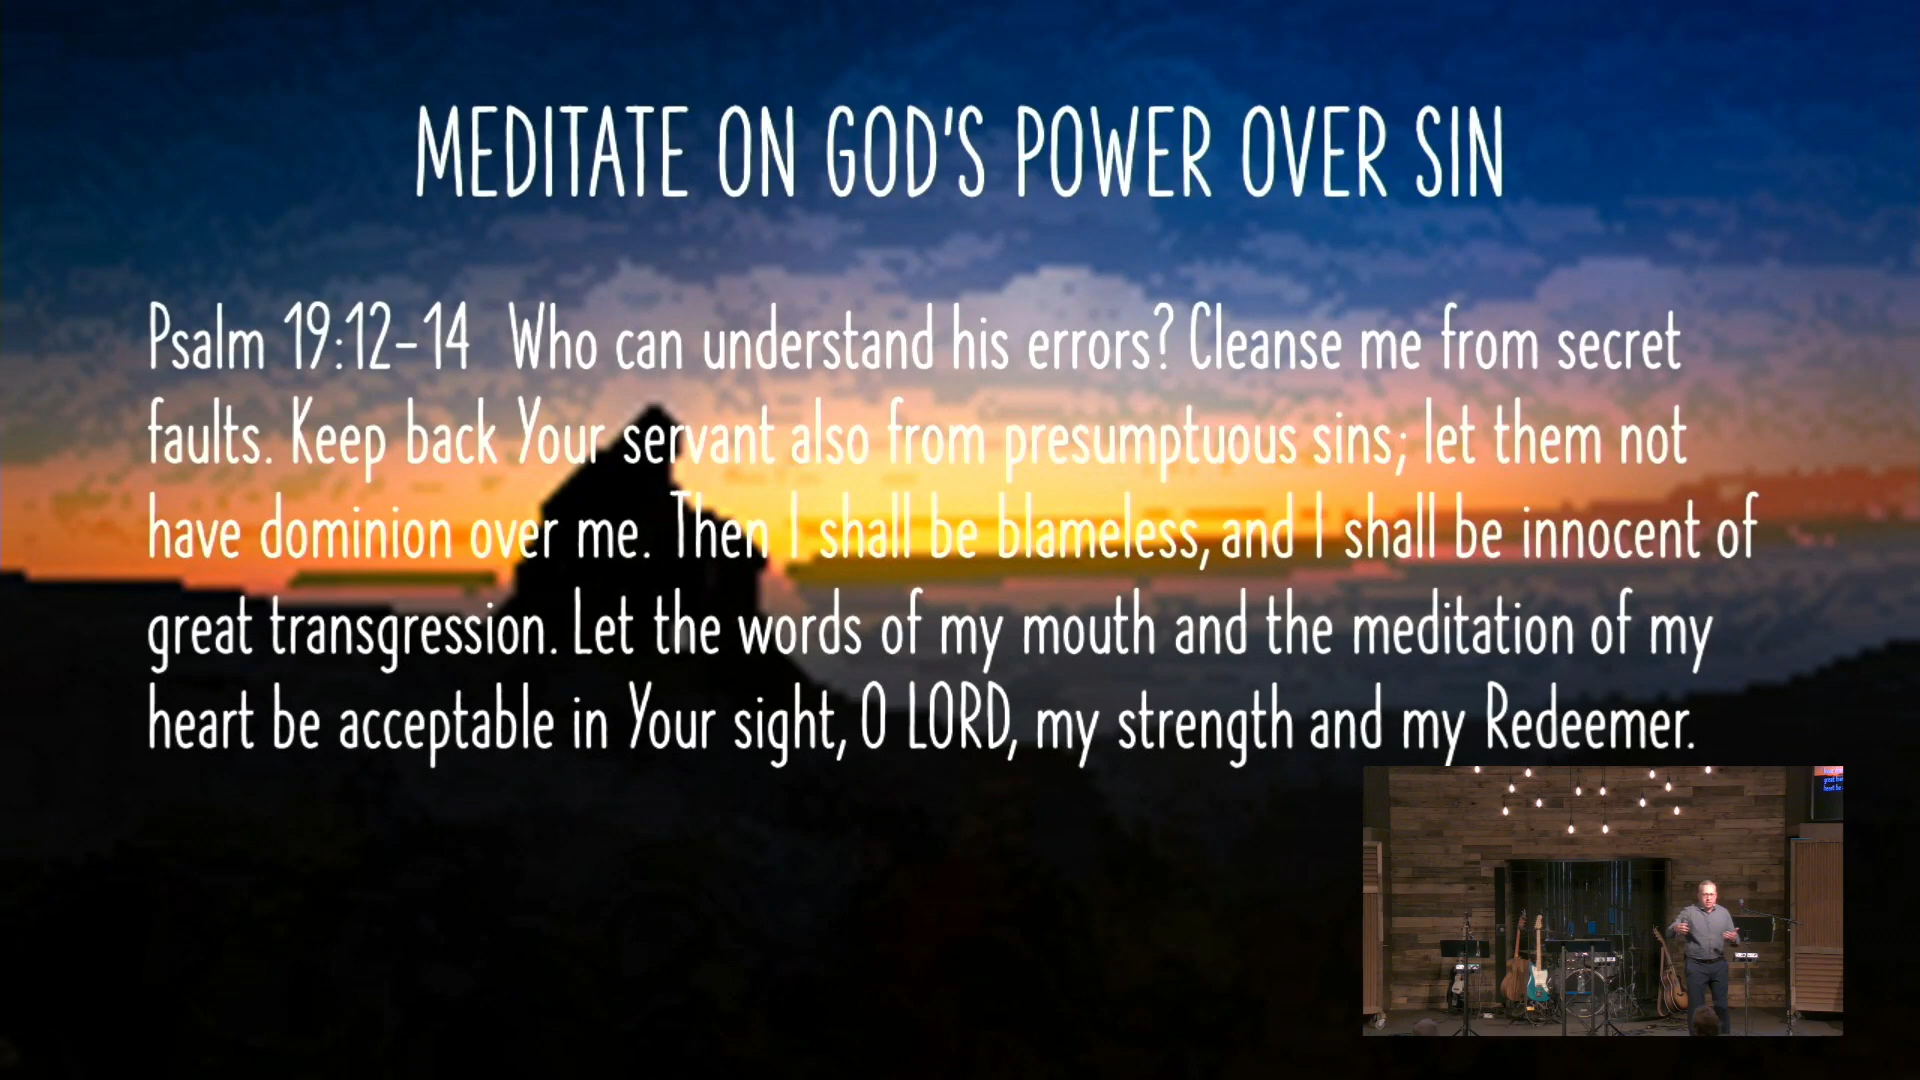 MEDITATE ON GOD'S POWER OVER SIN
Psalm 19:12-14 Who can understand his errors? Cleanse me from secret
faults. Keep back Your servant also from presumptuous sins; let them not
have dominion over me. Then I shall be blameless, and I shall be innocent of
great transgression. Let the words of my mouth and the meditation of my
heart be acceptable in Your sight, O LORD, my strength and my Redeemer.